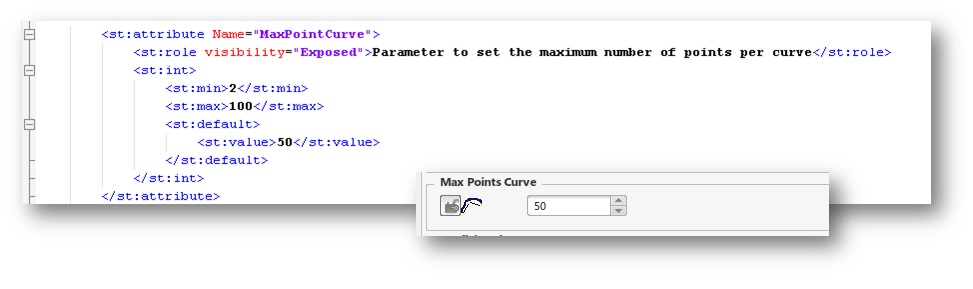 <st:attribute Name="MaxPointCurve">
<st:role visibility="Exposed">Parameter to set the maximum number of points per curve</st:role>
<st:int>
<st:min>2</st:min>
<st:max>100</st:max>
<st:default>
<st:value>50</st:value>
</st:default>
</st:int>
</st:attribute>
Max Points Curve
50